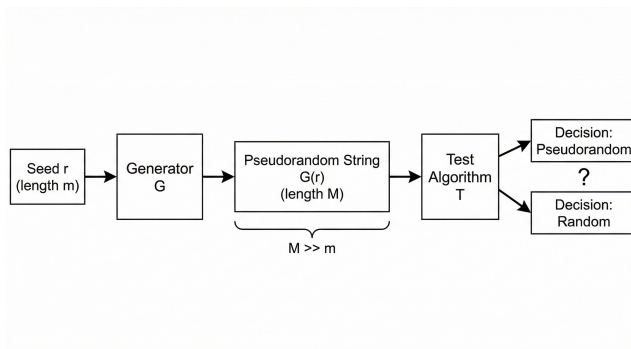 Seed r
(length m)
Generator
G
Pseudorandom String
G(r)
(length M)
M >> m
Test
Algorithm
T
Decision:
Pseudorandom
?
Decision:
Random